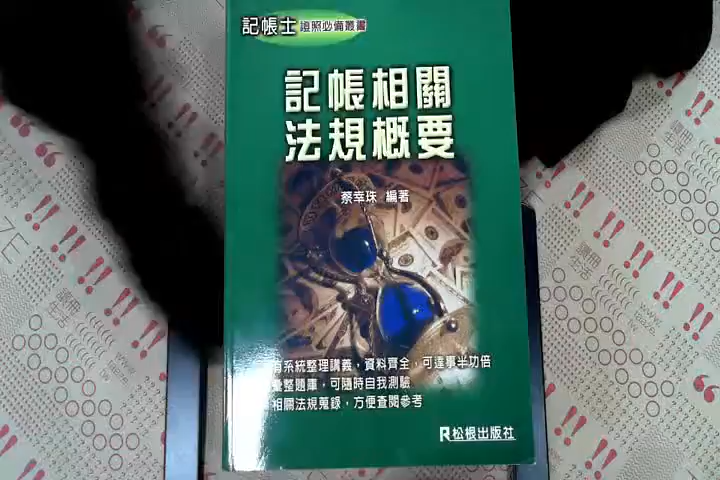 記帳士 證照必備叢書
記帳相關
法規概要
蔡幸珠 編著
有系統整理講義，資料齊全，可達事半功倍
整題庫，可隨時自我測驗
相關法規蒐錄，方便查閱參考
R松根出版社